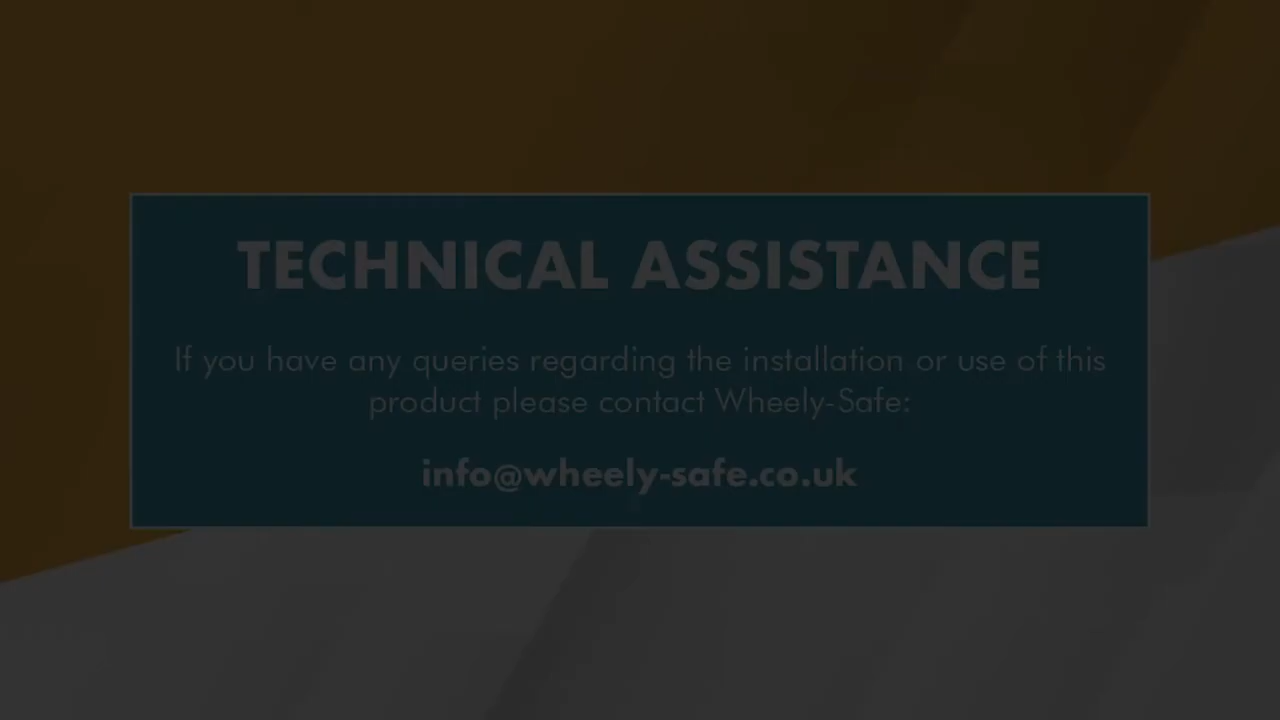 TECHNICAL ASSISTANCE
If you have any queries regarding the installation or use of this
product please contact Wheely-Safe:
info@wheely-safe.co.uk